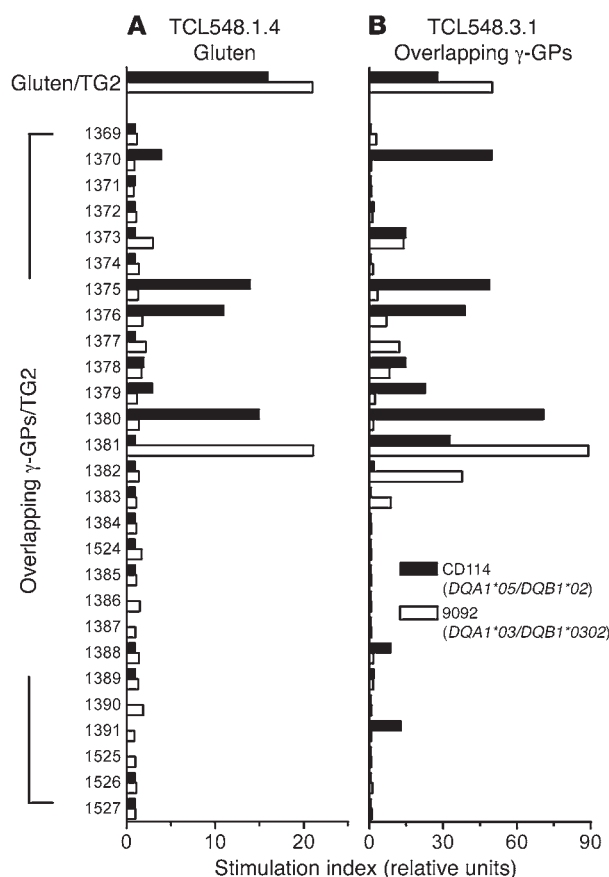 A TCL548.1.4
Gluten
B TCL548.3.1
Overlapping γ-GPs
Gluten/TG2
Overlapping γ-GPs/TG2
1369
1370
1371
1372
1373
1374
1375
1376
1377
1378
1379
1380
1381
1382
1383
1384
1524
1385
1386
1387
1388
1389
1390
1391
1525
1526
1527
CD114
(DQA1*05/DQB1*02)
9092
(DQA1*03/DQB1*0302)
0 10 20
0 30 60 90
Stimulation index (relative units)